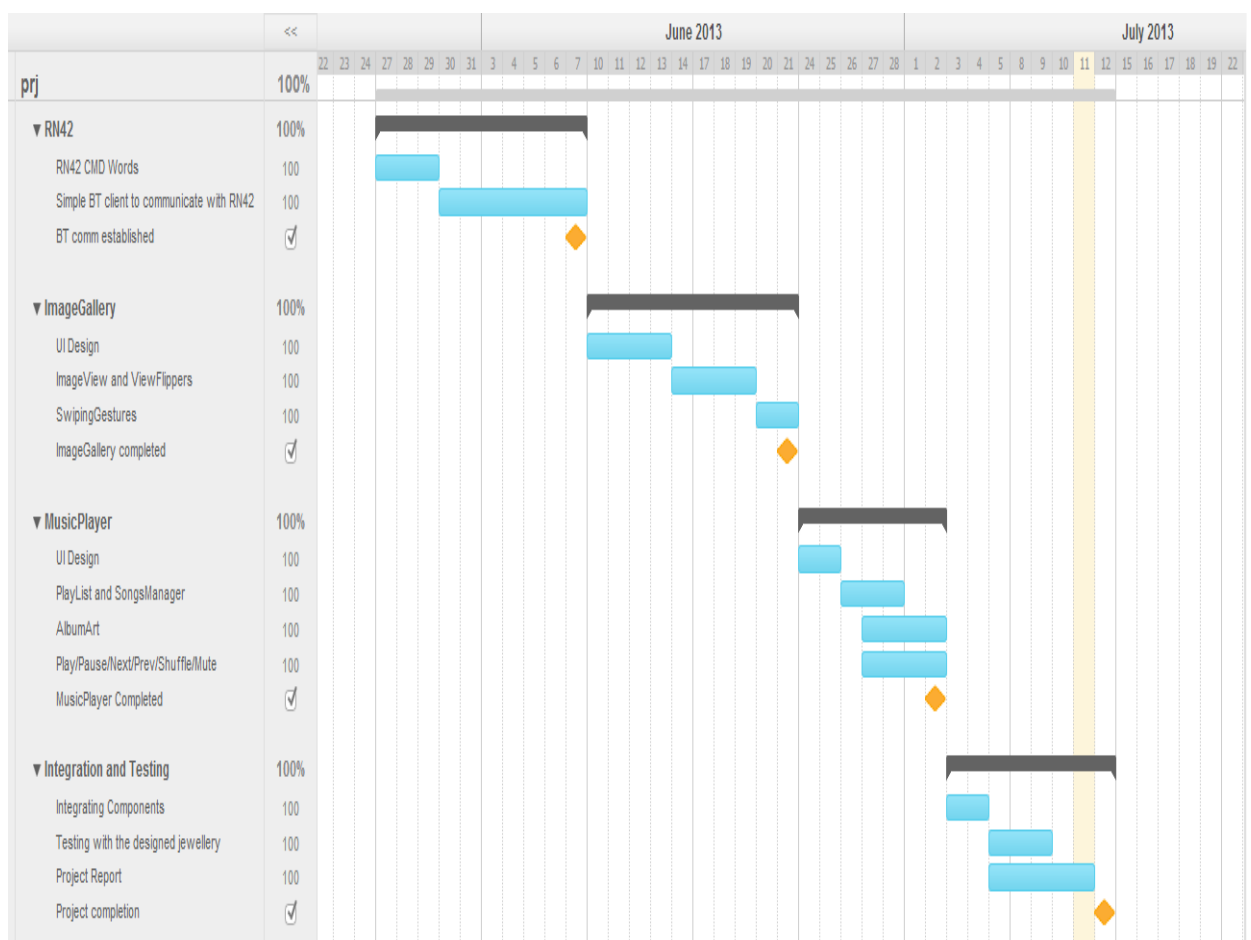 << June 2013 July 2013
22 23 24 27 28 29 30 31 3 4 5 6 7 10 11 12 13 14 17 18 19 20 21 24 25 26 27 28 1 2 3 4 5 8 9 10 11 12 15 16 17 18 19 22
prj 100%
▼ RN42 100%
RN42 CMD Words 100
Simple BT client to communicate with RN42 100
BT comm established
▼ ImageGallery 100%
UI Design 100
ImageView and ViewFlippers 100
SwipingGestures 100
ImageGallery completed
▼ MusicPlayer 100%
UI Design 100
PlayList and SongsManager 100
AlbumArt 100
Play/Pause/Next/Prev/Shuffle/Mute 100
MusicPlayer Completed
▼ Integration and Testing 100%
Integrating Components 100
Testing with the designed jewellery 100
Project Report 100
Project completion